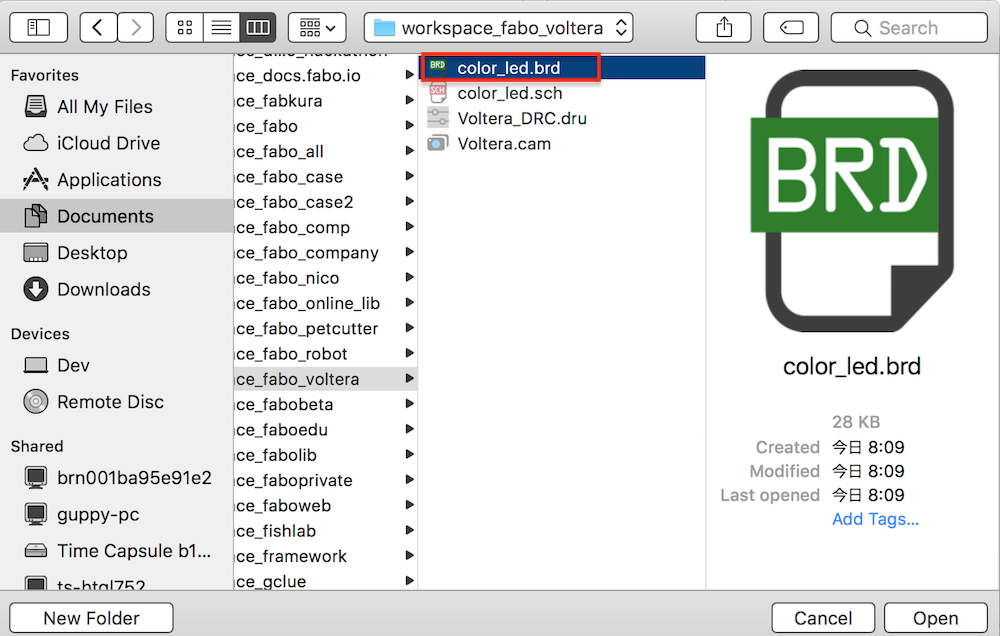 workspace_fabo_voltera
Search
Favorites
All My Files
iCloud Drive
Applications
Documents
Desktop
Downloads
Devices
Dev
Remote Disc
Shared
brn001ba95e91e2
guppy-pc
Time Capsule b1...
ce_docs.fabo.io
ce_fabkura
ce_fabo
ce_fabo_all
ce_fabo_case
ce_fabo_case2
ce_fabo_comp
ce_fabo_company
ce_fabo_nico
ce_fabo_online_lib
ce_fabo_petcutter
ce_fabo_robot
ce_fabo_voltera
ce_fabobeta
ce_faboedu
ce_fabolib
ce_faboprivate
ce_faboweb
ce_fishlab
ce_framework
ce_gclue
BRD color_led.brd
SCH color_led.sch
Voltera_DRC.dru
Voltera.cam
BRD
color_led.brd
28 KB
Created 今日 8:09
Modified 今日 8:09
Last opened 今日 8:09
Add Tags...
New Folder
Cancel
Open